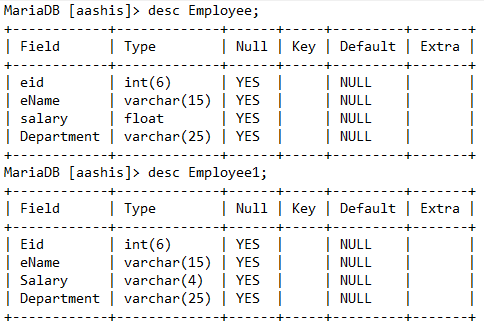 MariaDB [aashis]> desc Employee;
+------------+-------------+------+-----+---------+-------+
| Field      | Type        | Null | Key | Default | Extra |
+------------+-------------+------+-----+---------+-------+
| eid        | int(6)      | YES  |     | NULL    |       |
| eName      | varchar(15) | YES  |     | NULL    |       |
| salary     | float       | YES  |     | NULL    |       |
| Department | varchar(25) | YES  |     | NULL    |       |
+------------+-------------+------+-----+---------+-------+
MariaDB [aashis]> desc Employee1;
+------------+-------------+------+-----+---------+-------+
| Field      | Type        | Null | Key | Default | Extra |
+------------+-------------+------+-----+---------+-------+
| Eid        | int(6)      | YES  |     | NULL    |       |
| eName      | varchar(15) | YES  |     | NULL    |       |
| Salary     | varchar(4)  | YES  |     | NULL    |       |
| Department | varchar(25) | YES  |     | NULL    |       |
+------------+-------------+------+-----+---------+-------+